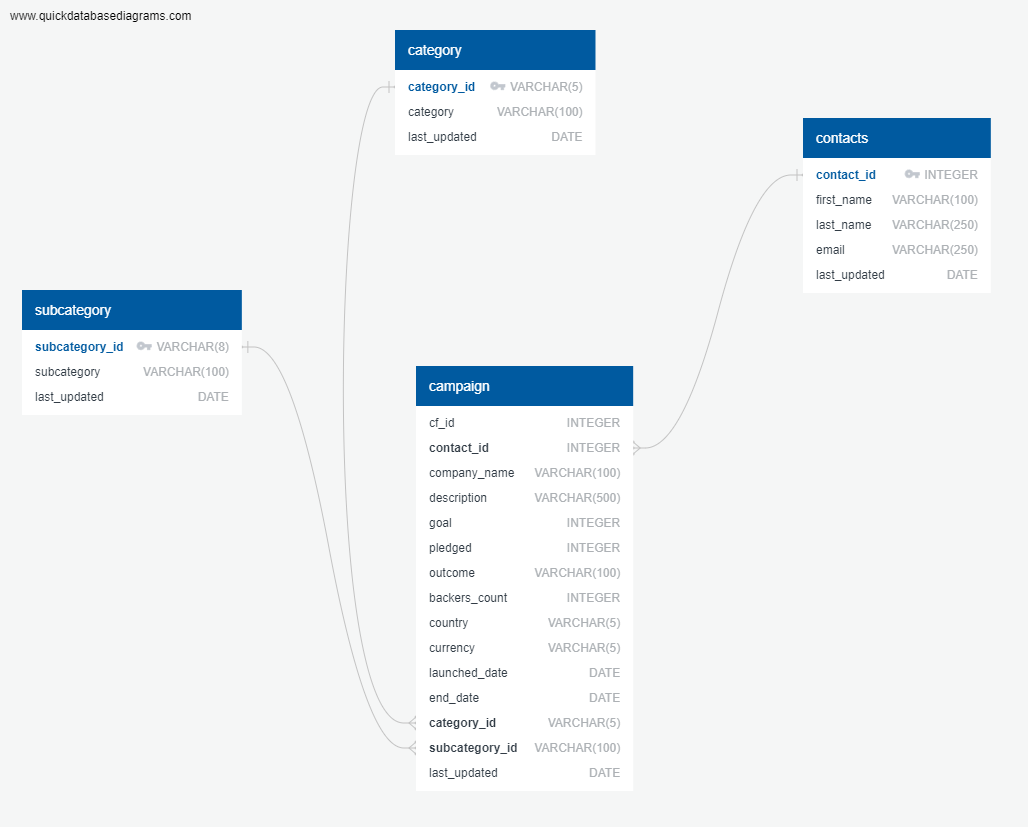 www.quickdatabasediagrams.com
category
category_id VARCHAR(5)
category VARCHAR(100)
last_updated DATE
contacts
contact_id INTEGER
first_name VARCHAR(100)
last_name VARCHAR(250)
email VARCHAR(250)
last_updated DATE
subcategory
subcategory_id VARCHAR(8)
subcategory VARCHAR(100)
last_updated DATE
campaign
cf_id INTEGER
contact_id INTEGER
company_name VARCHAR(100)
description VARCHAR(500)
goal INTEGER
pledged INTEGER
outcome VARCHAR(100)
backers_count INTEGER
country VARCHAR(5)
currency VARCHAR(5)
launched_date DATE
end_date DATE
category_id VARCHAR(5)
subcategory_id VARCHAR(100)
last_updated DATE